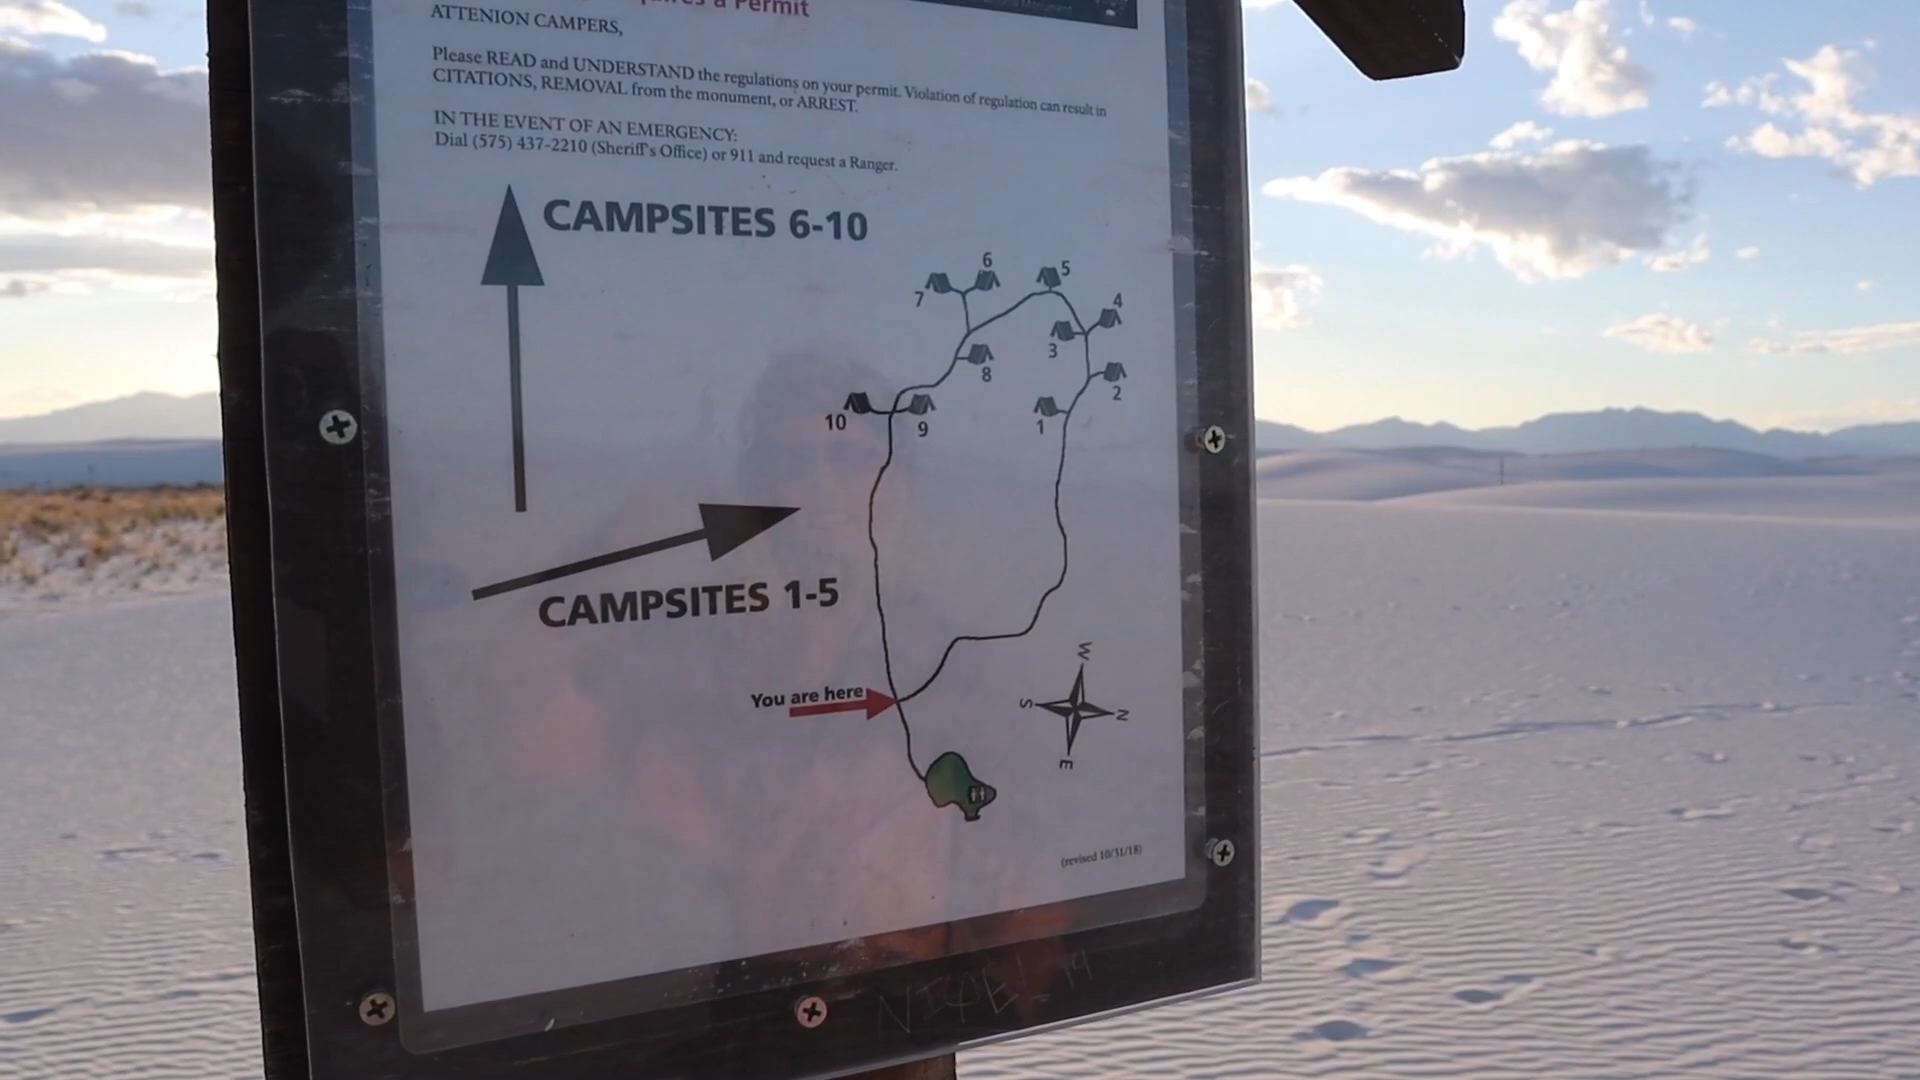 a Permit
ATTENION CAMPERS,
Please READ and UNDERSTAND the regulations on your permit. Violation of regulation can result in
CITATIONS, REMOVAL from the monument, or ARREST.
IN THE EVENT OF AN EMERGENCY:
Dial (575) 437-2210 (Sheriff's Office) or 911 and request a Ranger.
CAMPSITES 6-10
6
5
7
4
3
8
2
10
9
1
CAMPSITES 1-5
W
You are here
S
N
E
(revised 10/31/18)